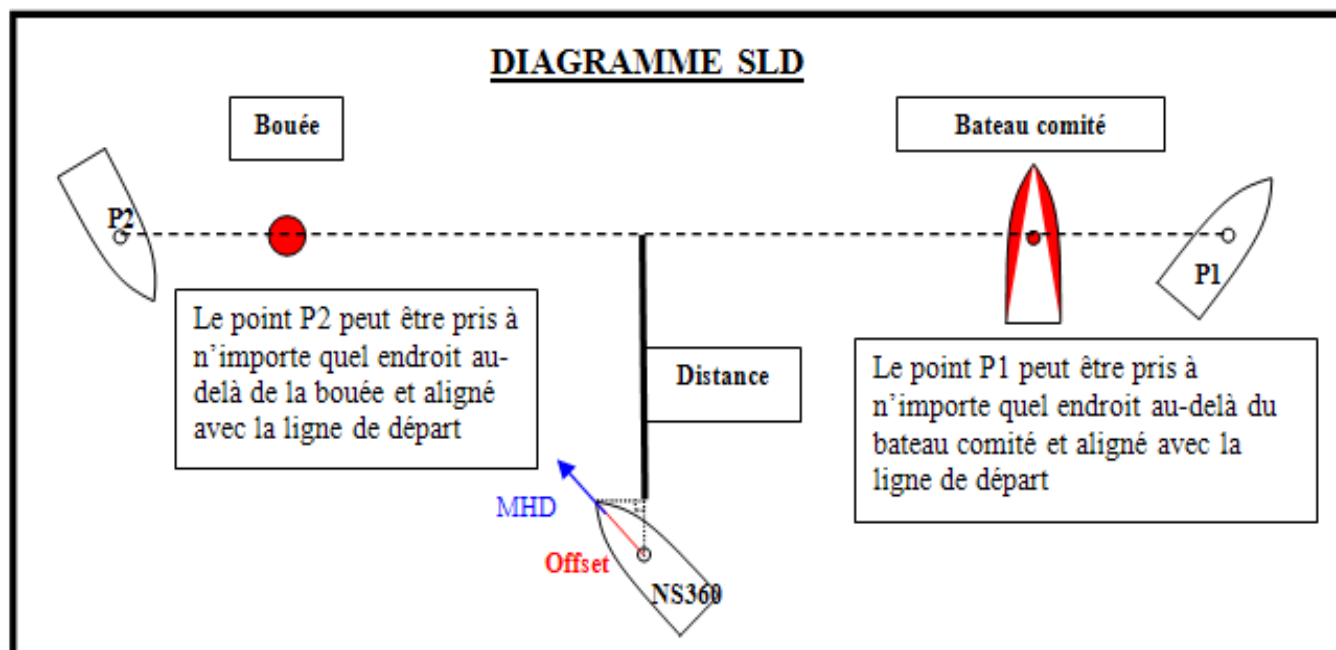 DIAGRAMME SLD
Bouée
Bateau comité
P2
P1
Le point P2 peut être pris à
n’importe quel endroit au-
delà de la bouée et aligné
avec la ligne de départ
Distance
Le point P1 peut être pris à
n’importe quel endroit au-delà du
bateau comité et aligné avec la
ligne de départ
MHD
Offset
NS360